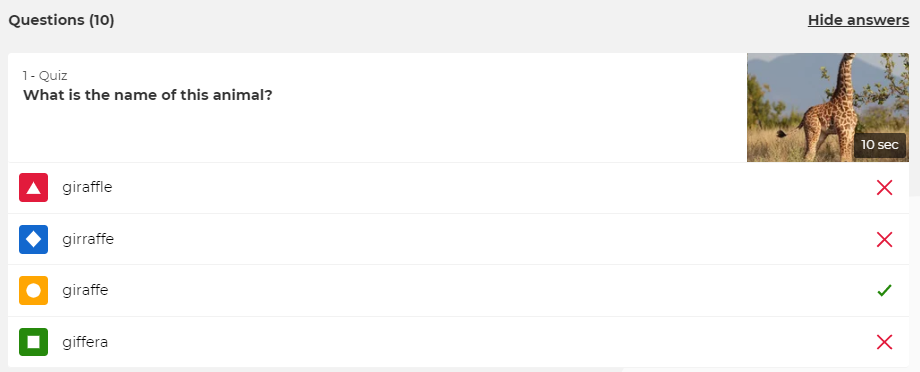 Questions (10)
Hide answers
1 - Quiz
What is the name of this animal?
10 sec
giraffle
girraffe
giraffe
giffera